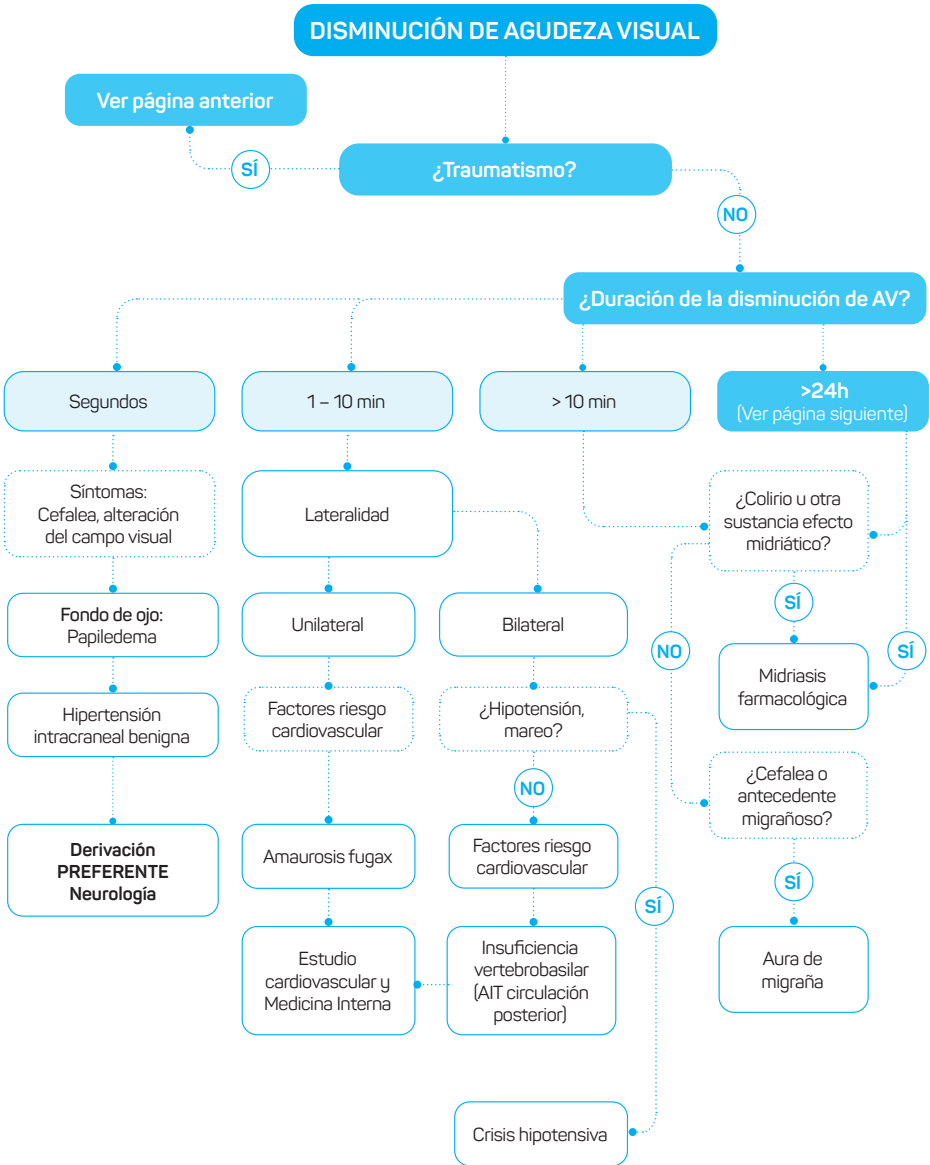 DISMINUCIÓN DE AGUDEZA VISUAL
Ver página anterior
SÍ
¿Traumatismo?
NO
¿Duración de la disminución de AV?
Segundos
1 – 10 min
> 10 min
>24h
(Ver página siguiente)
Síntomas:
Cefalea, alteración
del campo visual
Lateralidad
¿Colirio u otra
sustancia efecto
midriático?
SÍ
Fondo de ojo:
Papiledema
Unilateral
Bilateral
NO
SÍ
Midriasis
farmacológica
Hipertensión
intracraneal benigna
Factores riesgo
cardiovascular
¿Hipotensión,
mareo?
NO
¿Cefalea o
antecedente
migrañoso?
Derivación
PREFERENTE
Neurología
Amaurosis fugax
Factores riesgo
cardiovascular
SÍ
SÍ
Estudio
cardiovascular y
Medicina Interna
Insuficiencia
vertebrobasilar
(AIT circulación
posterior)
Aura de
migraña
Crisis hipotensiva